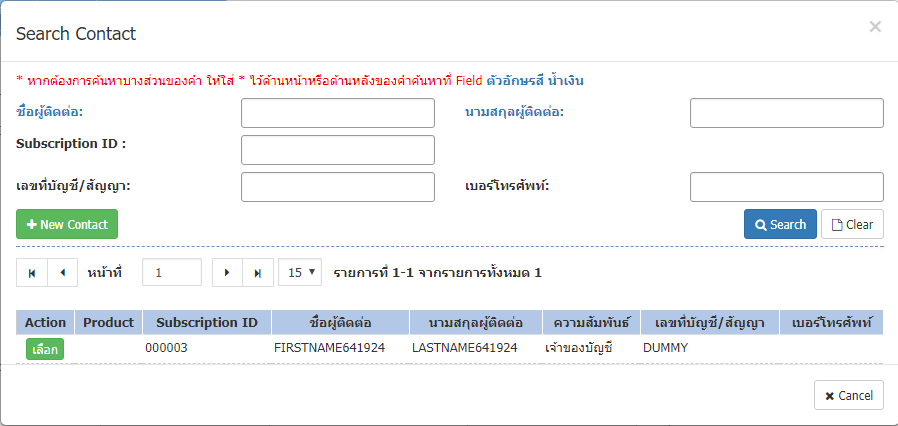 Search Contact ×
* หากต้องการค้นหาบางส่วนของคำ ให้ใส่ * ไว้ด้านหน้าหรือด้านหลังของคำค้นหาที่ Field ตัวอักษรสี น้ำเงิน
ชื่อผู้ติดต่อ: นามสกุลผู้ติดต่อ:
Subscription ID :
เลขที่บัญชี/สัญญา: เบอร์โทรศัพท์:
+ New Contact Search Clear
หน้าที่ 1 15 รายการที่ 1-1 จากรายการทั้งหมด 1
Action Product Subscription ID ชื่อผู้ติดต่อ นามสกุลผู้ติดต่อ ความสัมพันธ์ เลขที่บัญชี/สัญญา เบอร์โทรศัพท์
เลือก 000003 FIRSTNAME641924 LASTNAME641924 เจ้าของบัญชี DUMMY
× Cancel